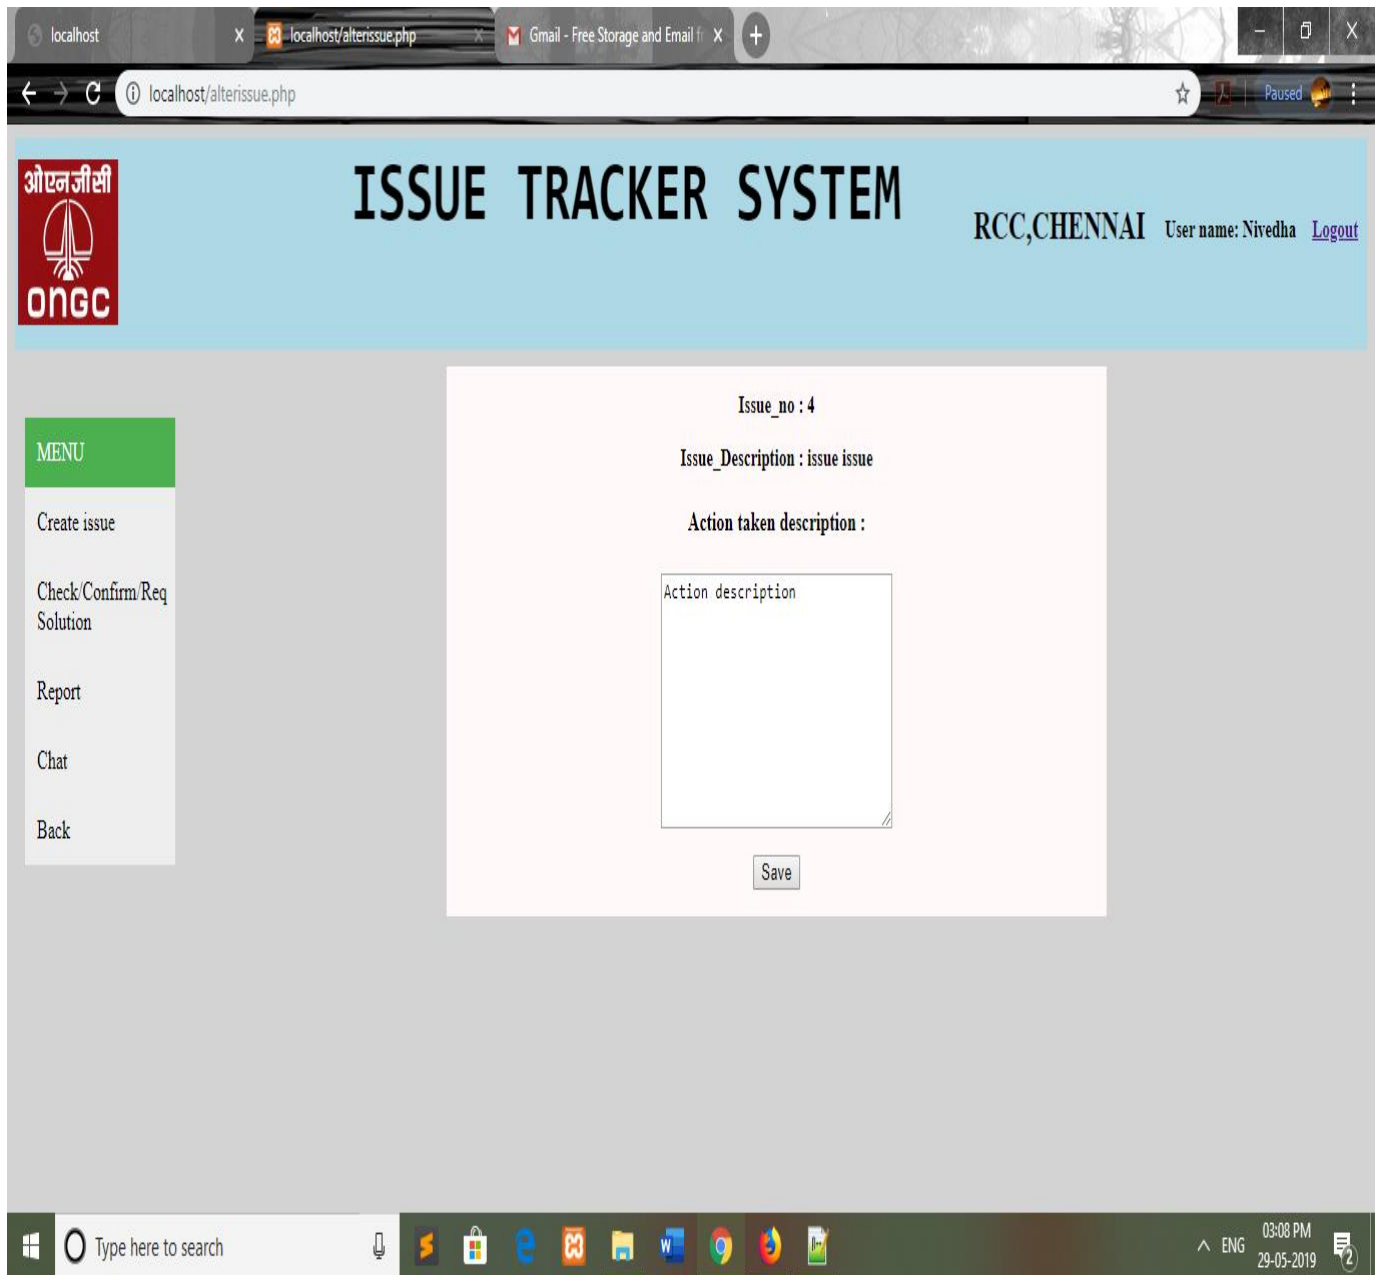 localhost
localhost/alterissue.php
Gmail - Free Storage and Email f
localhost/alterissue.php
Paused
ओएनजीसी
ongc
ISSUE TRACKER SYSTEM
RCC,CHENNAI User name: Nivedha Logout
MENU
Create issue
Check/Confirm/Req
Solution
Report
Chat
Back
Issue_no : 4
Issue_Description : issue issue
Action taken description :
Action description
Save
Type here to search
ENG
03:08 PM
29-05-2019
2